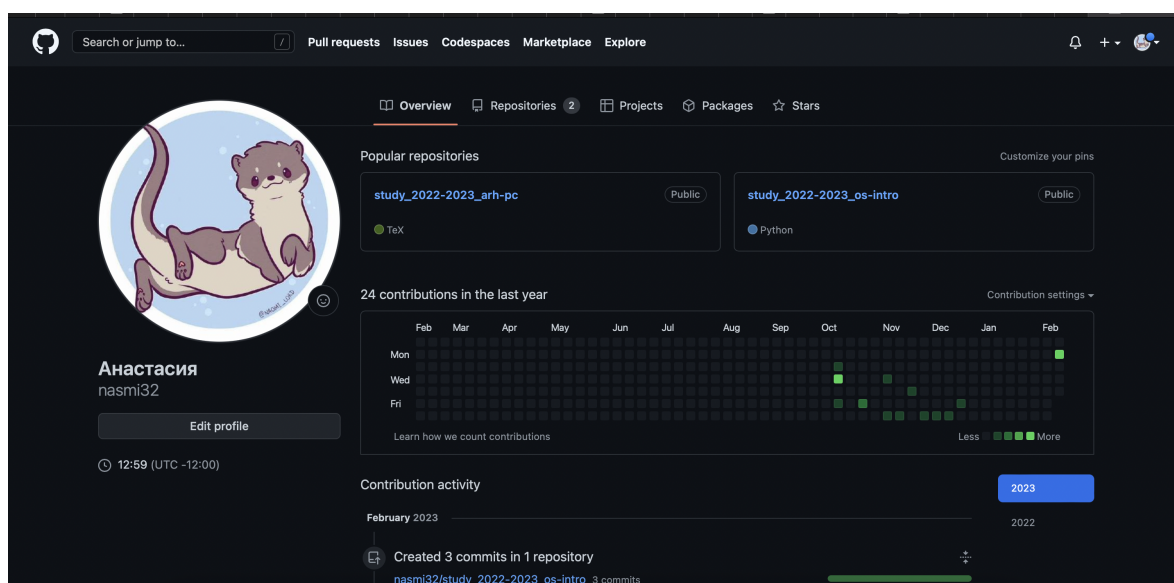 Search or jump to... /
Pull requests Issues Codespaces Marketplace Explore
Overview Repositories 2 Projects Packages Stars
@NAOMI_LORD
Анастасия
nasmi32
Edit profile
12:59 (UTC -12:00)
Popular repositories Customize your pins
study_2022-2023_arh-pc Public
TeX
study_2022-2023_os-intro Public
Python
24 contributions in the last year Contribution settings
Feb Mar Apr May Jun Jul Aug Sep Oct Nov Dec Jan Feb
Mon
Wed
Fri
Learn how we count contributions Less More
Contribution activity
2023
2022
February 2023
Created 3 commits in 1 repository
nasmi32/study_2022-2023_os-intro 3 commits